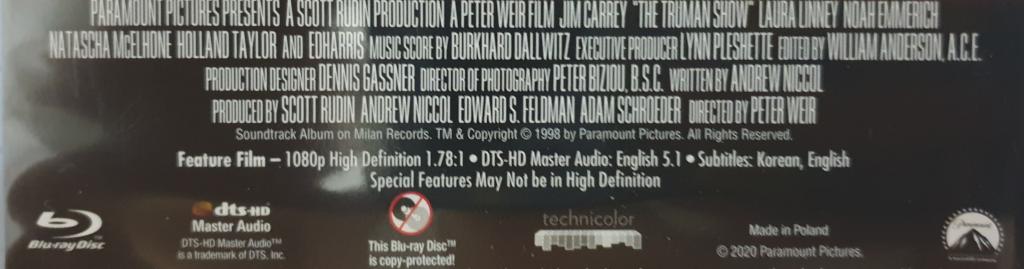 PARAMOUNT PICTURES PRESENTS A SCOTT RUDIN PRODUCTION A PETER WEIR FILM JIM CARREY "THE TRUMAN SHOW" LAURA LINNEY NOAH EMMERICH
NATASCHA McELHONE HOLLAND TAYLOR AND ED HARRIS MUSIC SCORE BY BURKHARD DALLWITZ EXECUTIVE PRODUCER LYNN PLESHETTE EDITED BY WILLIAM ANDERSON, A.C.E.
PRODUCTION DESIGNER DENNIS GASSNER DIRECTOR OF PHOTOGRAPHY PETER BIZIOU, B.S.C. WRITTEN BY ANDREW NICCOL
PRODUCED BY SCOTT RUDIN ANDREW NICCOL EDWARD S. FELDMAN ADAM SCHROEDER DIRECTED BY PETER WEIR
Soundtrack Album on Milan Records. TM & Copyright © 1998 by Paramount Pictures. All Rights Reserved.
Feature Film – 1080p High Definition 1.78:1 • DTS-HD Master Audio: English 5.1 • Subtitles: Korean, English
Special Features May Not be in High Definition
Blu-ray Disc
dts-HD
Master Audio
DTS-HD Master Audio™
is a trademark of DTS, Inc.
This Blu-ray Disc™
is copy-protected!
technicolor
Made in Poland
© 2020 Paramount Pictures.
Paramount